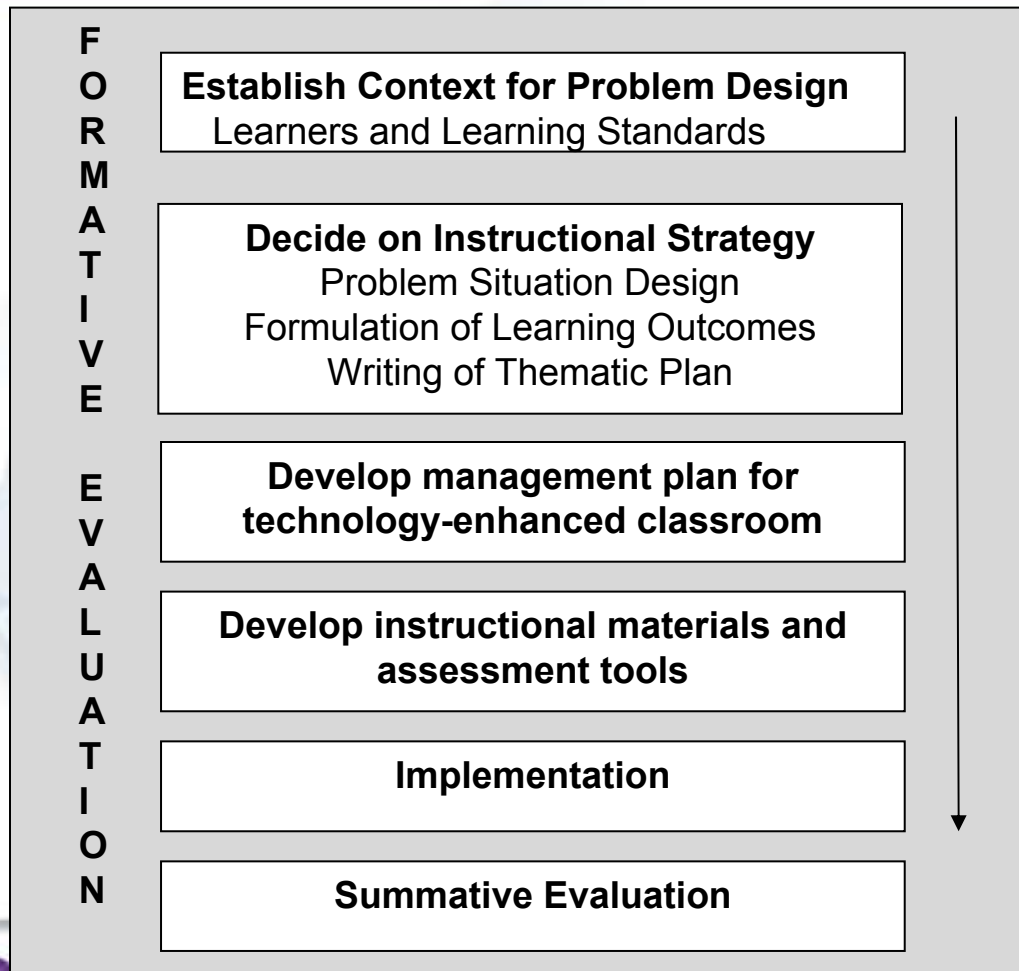 FORMATIVE EVALUATION
Establish Context for Problem Design
Learners and Learning Standards
Decide on Instructional Strategy
Problem Situation Design
Formulation of Learning Outcomes
Writing of Thematic Plan
Develop management plan for
technology-enhanced classroom
Develop instructional materials and
assessment tools
Implementation
Summative Evaluation